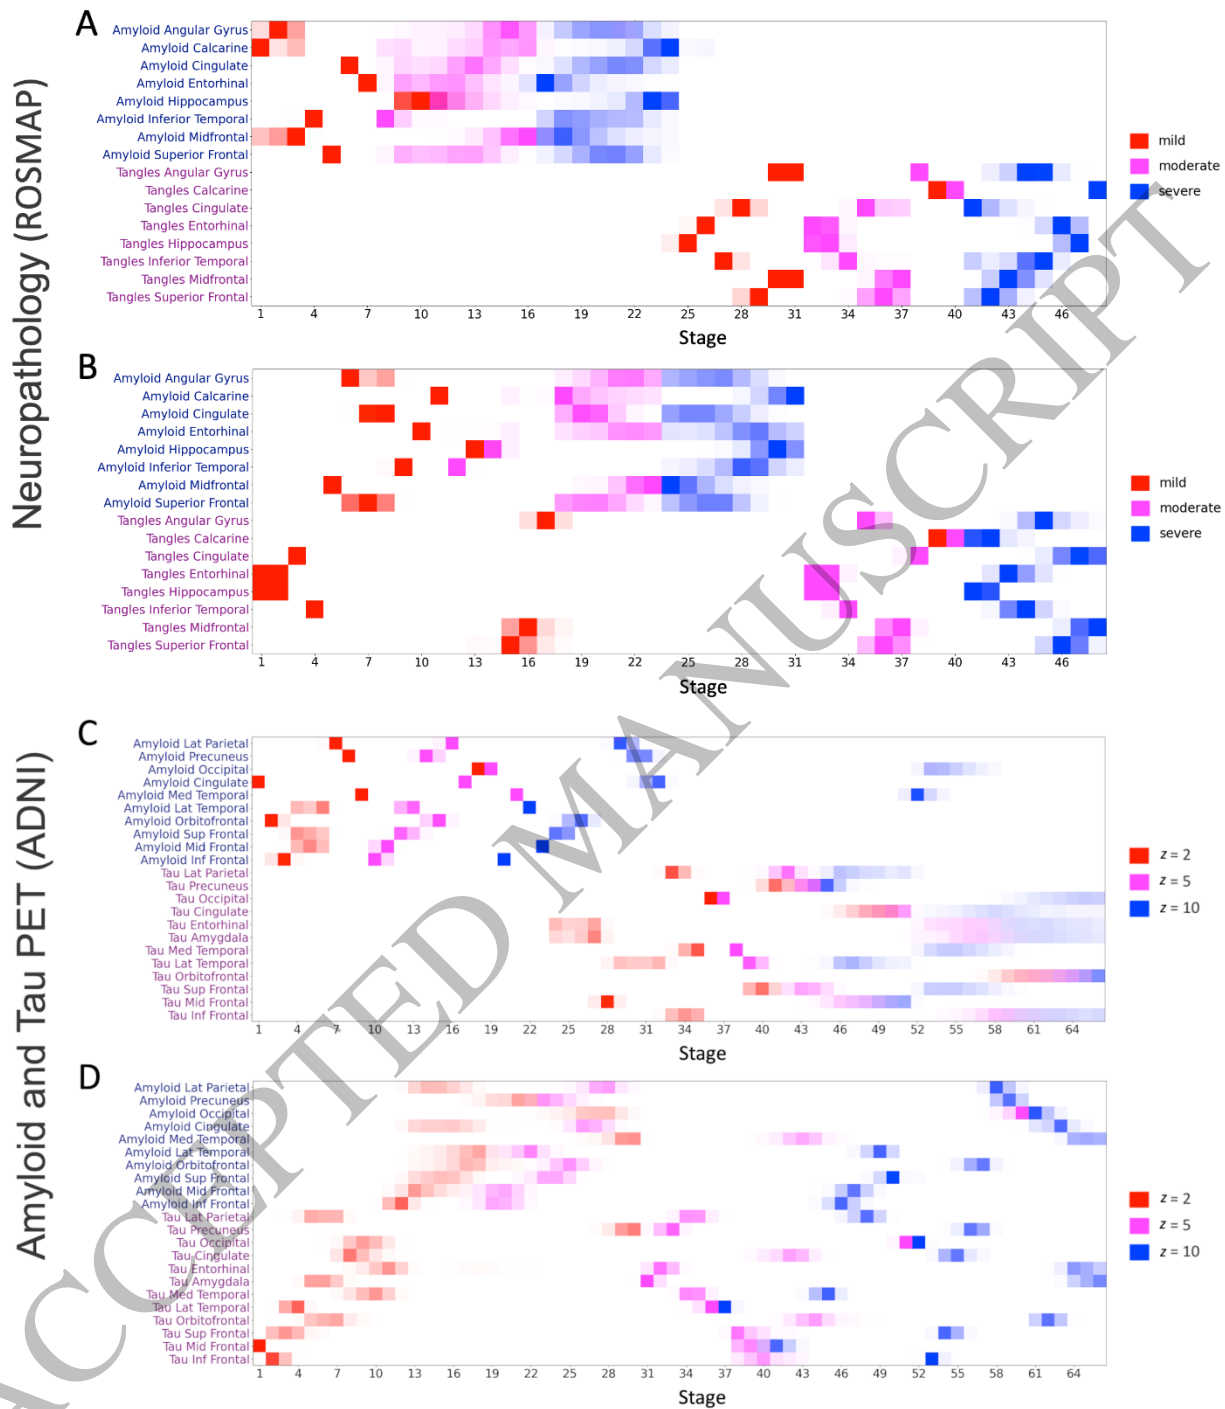 Neuropathology (ROSMAP)
A
Amyloid Angular Gyrus
Amyloid Calcarine
Amyloid Cingulate
Amyloid Entorhinal
Amyloid Hippocampus
Amyloid Inferior Temporal
Amyloid Midfrontal
Amyloid Superior Frontal
Tangles Angular Gyrus
Tangles Calcarine
Tangles Cingulate
Tangles Entorhinal
Tangles Hippocampus
Tangles Inferior Temporal
Tangles Midfrontal
Tangles Superior Frontal
1 4 7 10 13 16 19 22 25 28 31 34 37 40 43 46
Stage
mild
moderate
severe
B
Amyloid Angular Gyrus
Amyloid Calcarine
Amyloid Cingulate
Amyloid Entorhinal
Amyloid Hippocampus
Amyloid Inferior Temporal
Amyloid Midfrontal
Amyloid Superior Frontal
Tangles Angular Gyrus
Tangles Calcarine
Tangles Cingulate
Tangles Entorhinal
Tangles Hippocampus
Tangles Inferior Temporal
Tangles Midfrontal
Tangles Superior Frontal
1 4 7 10 13 16 19 22 25 28 31 34 37 40 43 46
Stage
mild
moderate
severe
Amyloid and Tau PET (ADNI)
C
Amyloid Lat Parietal
Amyloid Precuneus
Amyloid Occipital
Amyloid Cingulate
Amyloid Med Temporal
Amyloid Lat Temporal
Amyloid Orbitofrontal
Amyloid Sup Frontal
Amyloid Mid Frontal
Amyloid Inf Frontal
Tau Lat Parietal
Tau Precuneus
Tau Occipital
Tau Cingulate
Tau Entorhinal
Tau Amygdala
Tau Med Temporal
Tau Lat Temporal
Tau Orbitofrontal
Tau Sup Frontal
Tau Mid Frontal
Tau Inf Frontal
1 4 7 10 13 16 19 22 25 28 31 34 37 40 43 46 49 52 55 58 61 64
Stage
z = 2
z = 5
z = 10
D
Amyloid Lat Parietal
Amyloid Precuneus
Amyloid Occipital
Amyloid Cingulate
Amyloid Med Temporal
Amyloid Lat Temporal
Amyloid Orbitofrontal
Amyloid Sup Frontal
Amyloid Mid Frontal
Amyloid Inf Frontal
Tau Lat Parietal
Tau Precuneus
Tau Occipital
Tau Cingulate
Tau Entorhinal
Tau Amygdala
Tau Med Temporal
Tau Lat Temporal
Tau Orbitofrontal
Tau Sup Frontal
Tau Mid Frontal
Tau Inf Frontal
1 4 7 10 13 16 19 22 25 28 31 34 37 40 43 46 49 52 55 58 61 64
Stage
z = 2
z = 5
z = 10
ACCEPTED MANUSCRIPT